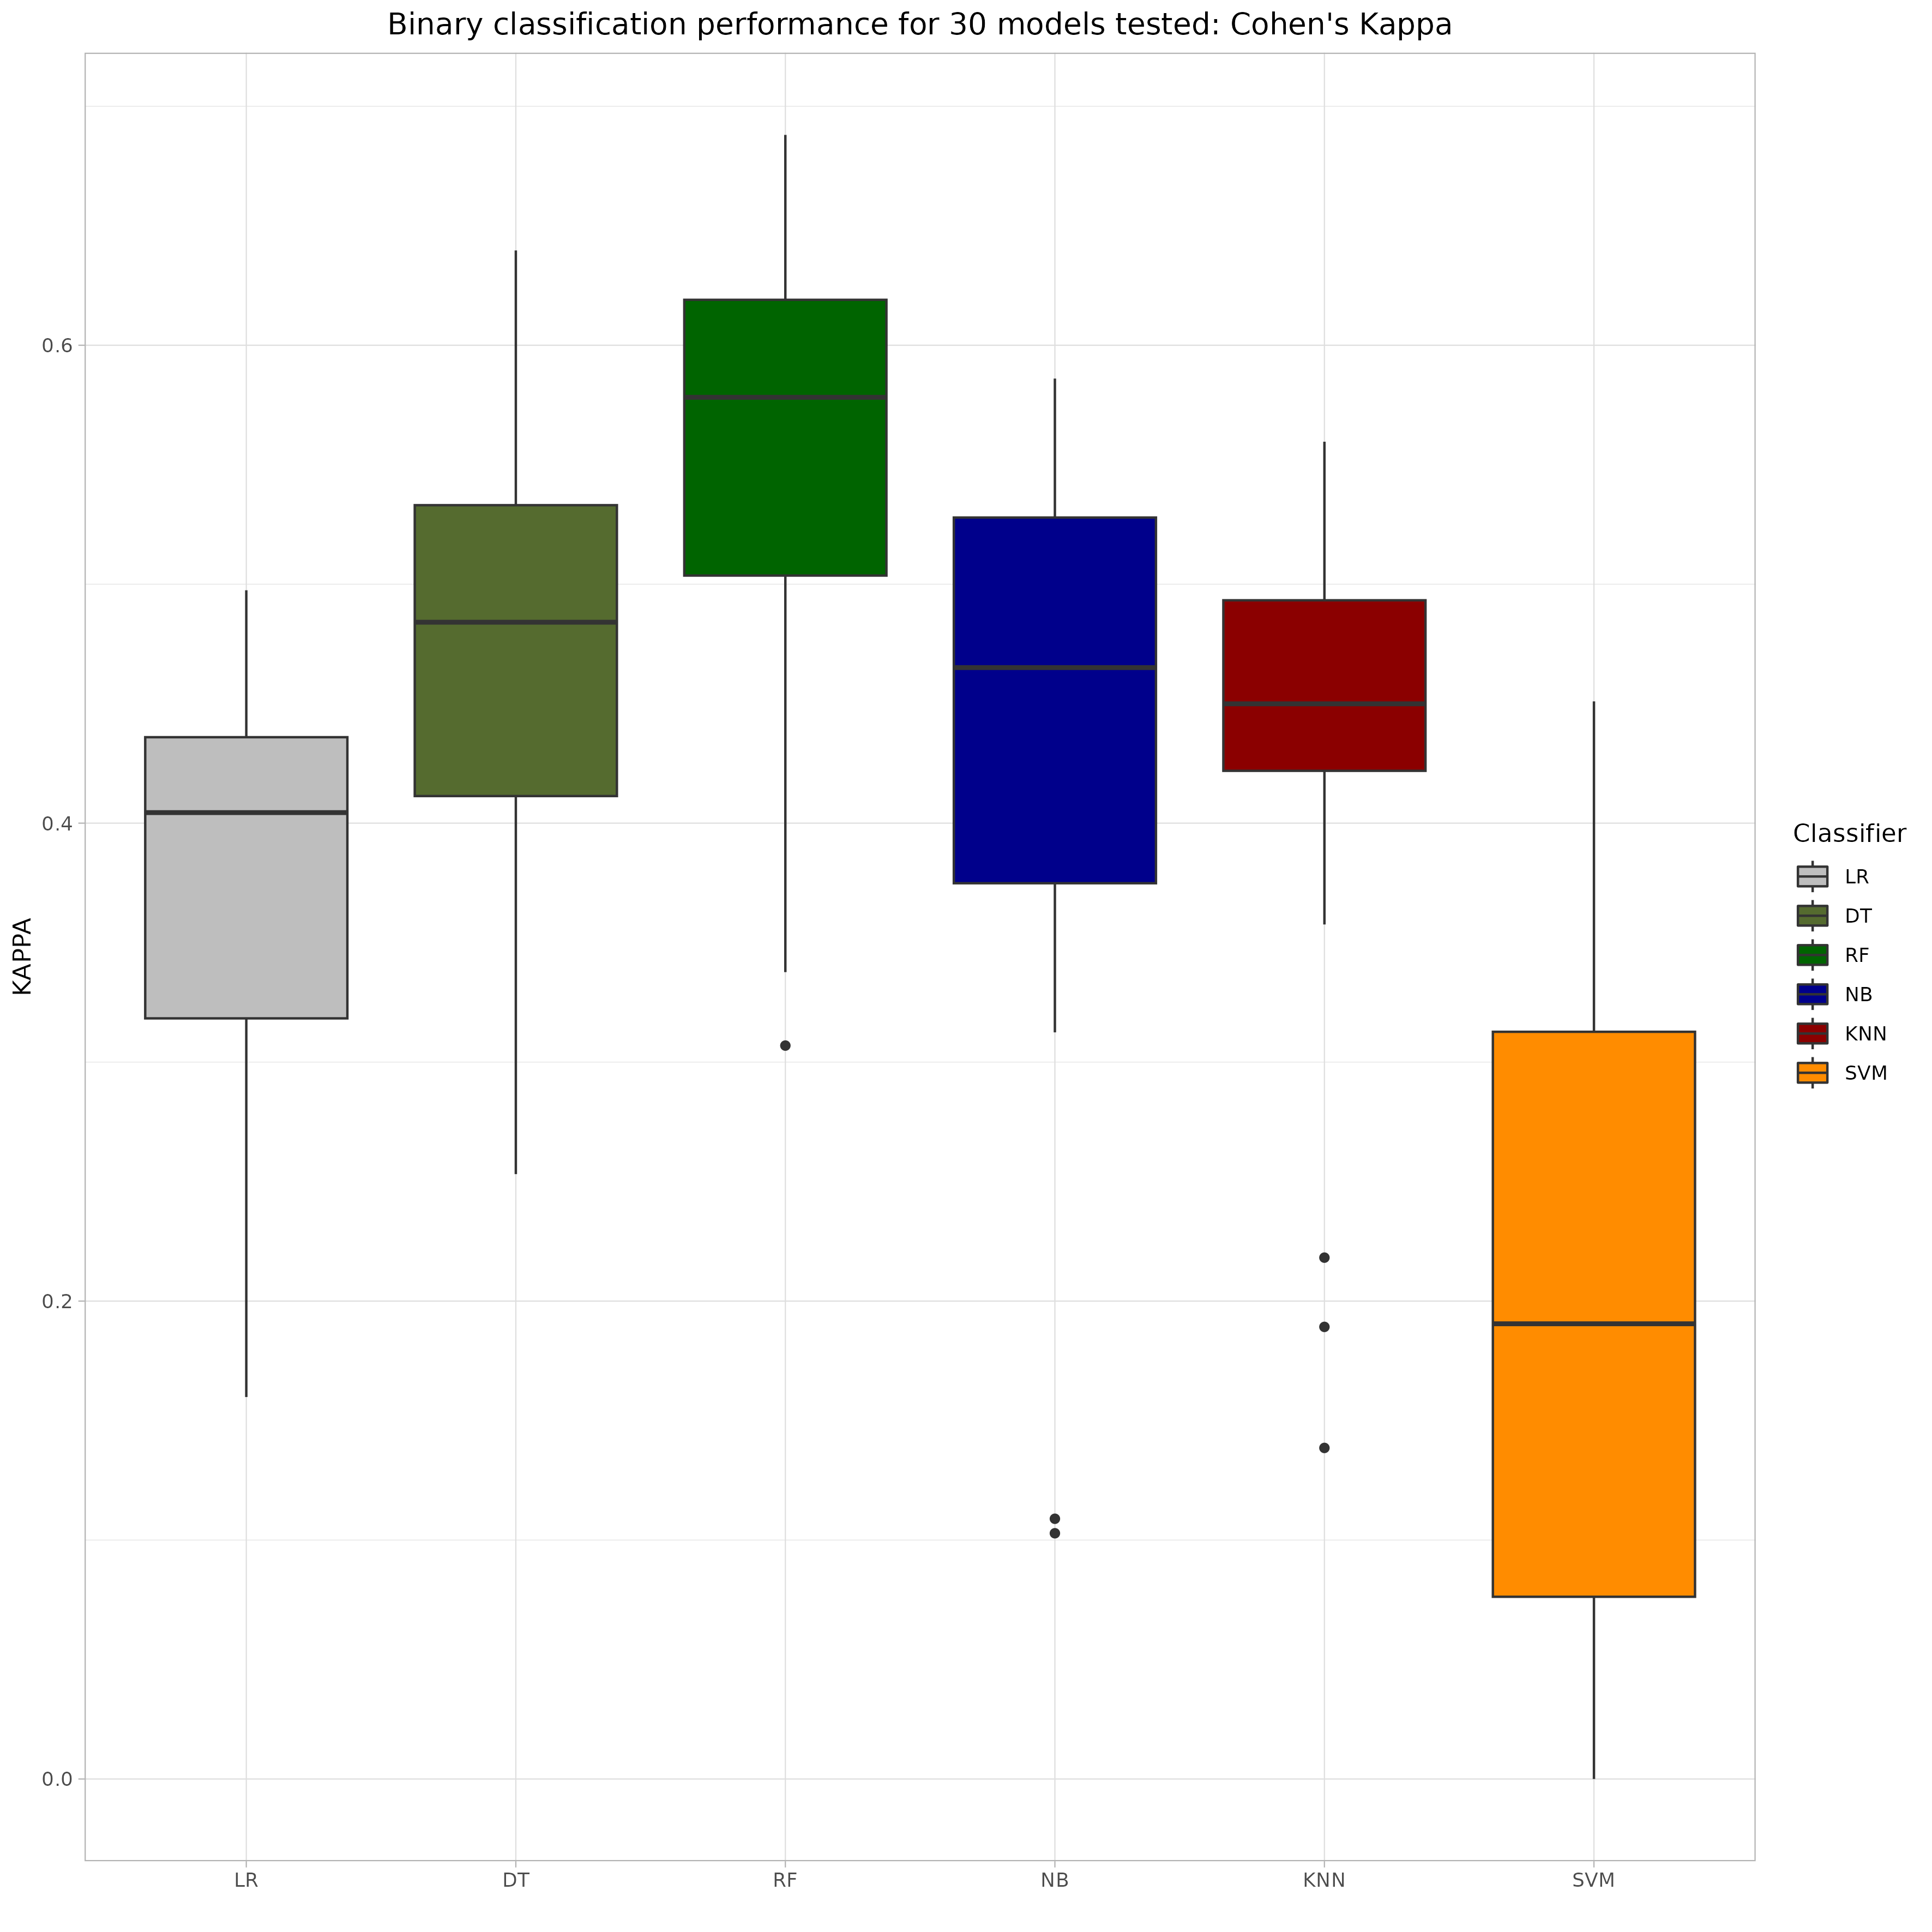 Binary classification performance for 30 models tested: Cohen's Kappa
KAPPA
0.6
0.4
0.2
0.0
LR
DT
RF
NB
KNN
SVM
Classifier
LR
DT
RF
NB
KNN
SVM